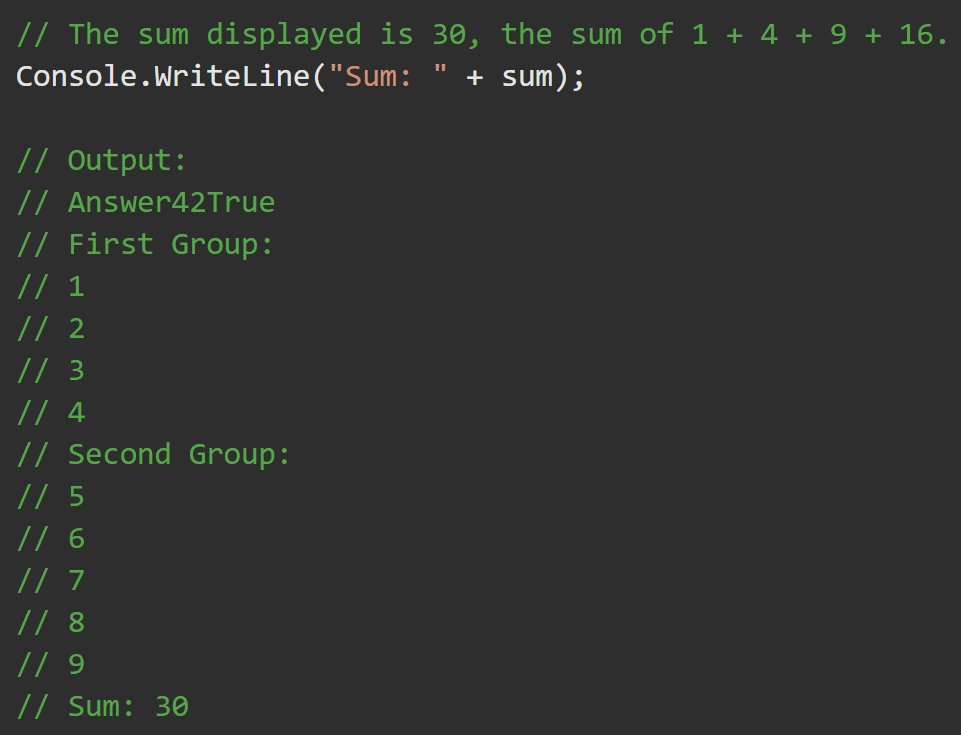 // The sum displayed is 30, the sum of 1 + 4 + 9 + 16.
Console.WriteLine("Sum: " + sum);
// Output:
// Answer42True
// First Group:
// 1
// 2
// 3
// 4
// Second Group:
// 5
// 6
// 7
// 8
// 9
// Sum: 30